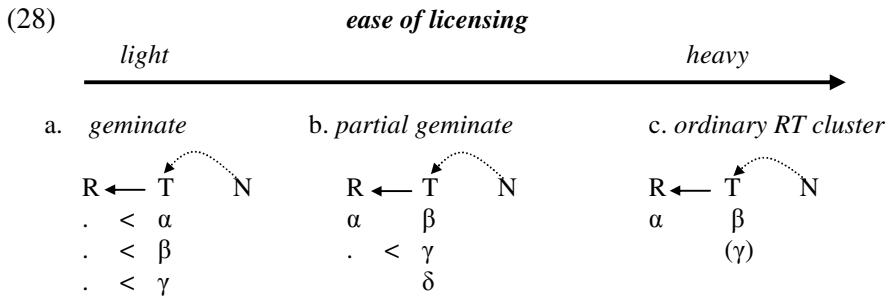 (28) ease of licensing
light heavy
a. geminate b. partial geminate c. ordinary RT cluster
R T N R T N R T N
. < α α β α β
. < β . < γ (γ)
. < γ δ